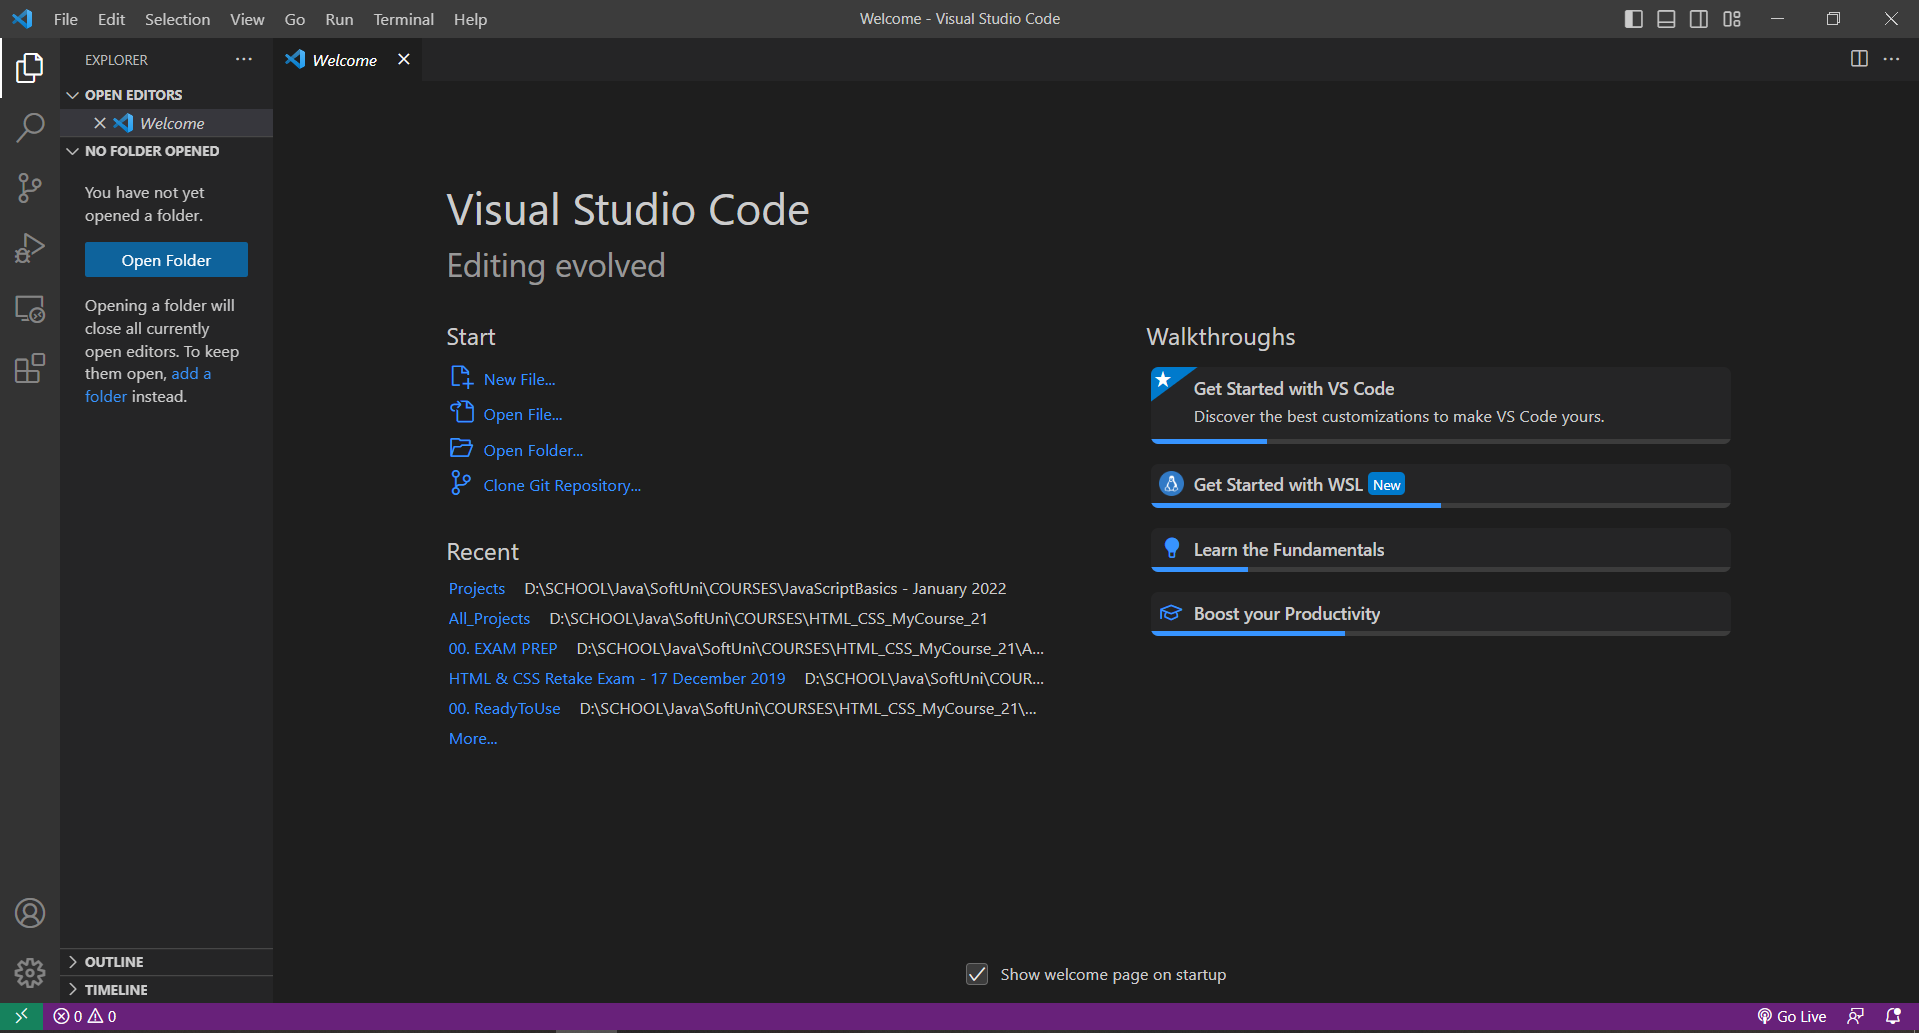 File Edit Selection View Go Run Terminal Help
Welcome - Visual Studio Code
EXPLORER
OPEN EDITORS
Welcome
NO FOLDER OPENED
You have not yet
opened a folder.
Open Folder
Opening a folder will
close all currently
open editors. To keep
them open, add a
folder instead.
OUTLINE
TIMELINE
Welcome
Visual Studio Code
Editing evolved
Start
New File...
Open File...
Open Folder...
Clone Git Repository...
Recent
Projects D:\SCHOOL\Java\SoftUni\COURSES\JavaScriptBasics - January 2022
All_Projects D:\SCHOOL\Java\SoftUni\COURSES\HTML_CSS_MyCourse_21
00. EXAM PREP D:\SCHOOL\Java\SoftUni\COURSES\HTML_CSS_MyCourse_21\A...
HTML & CSS Retake Exam - 17 December 2019 D:\SCHOOL\Java\SoftUni\COUR...
00. ReadyToUse D:\SCHOOL\Java\SoftUni\COURSES\HTML_CSS_MyCourse_21\...
More...
Walkthroughs
Get Started with VS Code
Discover the best customizations to make VS Code yours.
Get Started with WSL New
Learn the Fundamentals
Boost your Productivity
Show welcome page on startup
0 0
Go Live